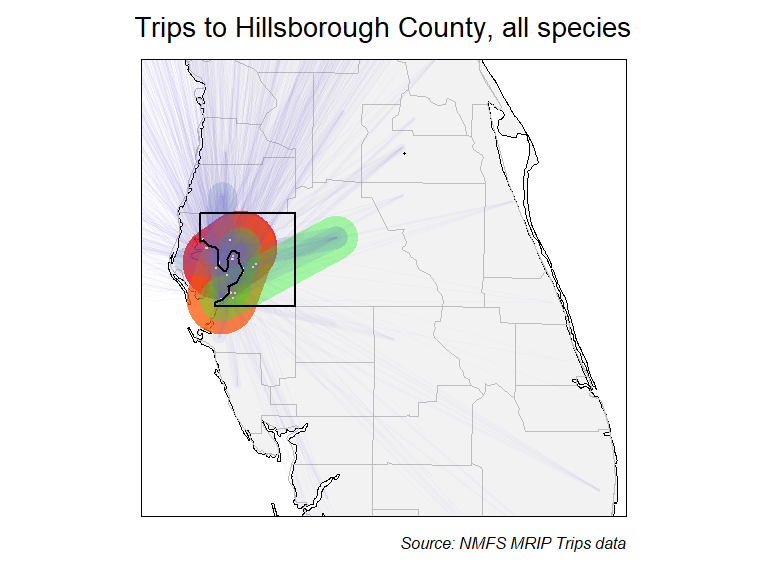 Trips to Hillsborough County, all species
Source: NMFS MRIP Trips data